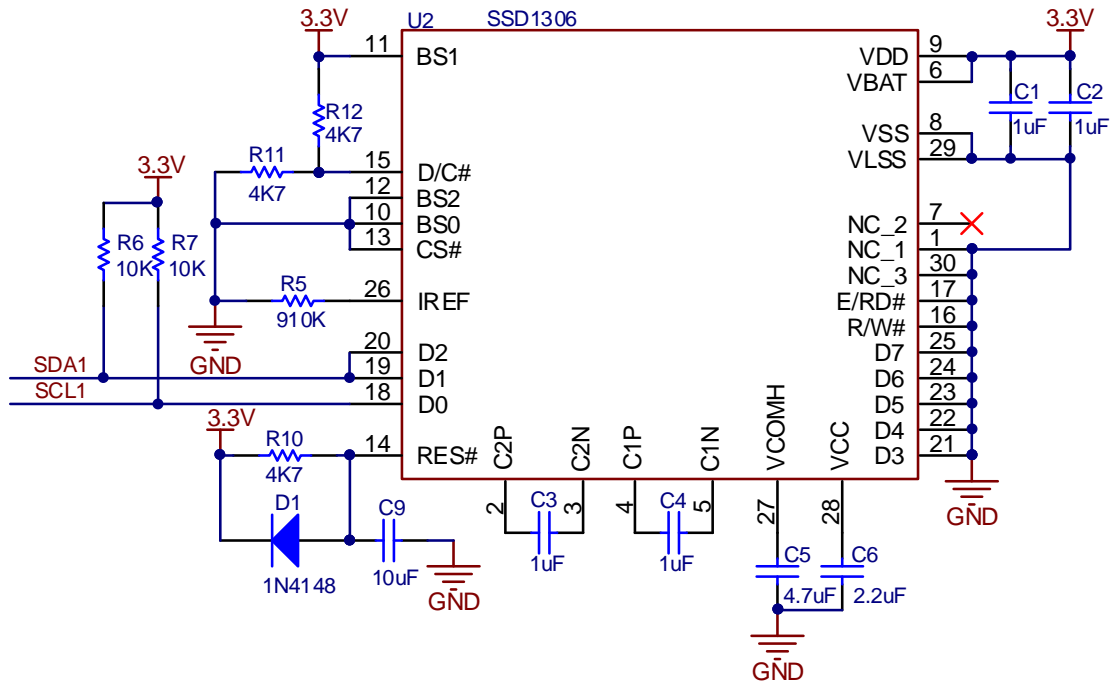 3.3V
U2
SSD1306
3.3V
11
BS1
VDD
9
VBAT
6
R12
4K7
C1
1uF
C2
1uF
VSS
8
VLSS
29
R11
4K7
15
D/C#
12
BS2
10
BS0
13
CS#
3.3V
R6
10K
R7
10K
NC_2
7
NC_1
1
NC_3
30
E/RD#
17
R/W#
16
D7
25
D6
24
D5
23
D4
22
D3
21
GND
R5
910K
26
IREF
GND
SDA1
SCL1
20
D2
19
D1
18
D0
3.3V
R10
4K7
14
RES#
D1
1N4148
C9
10uF
GND
C2P
C2N
C1P
C1N
VCOMH
VCC
2
3
4
5
27
28
C3
1uF
C4
1uF
C5
4.7uF
C6
2.2uF
GND